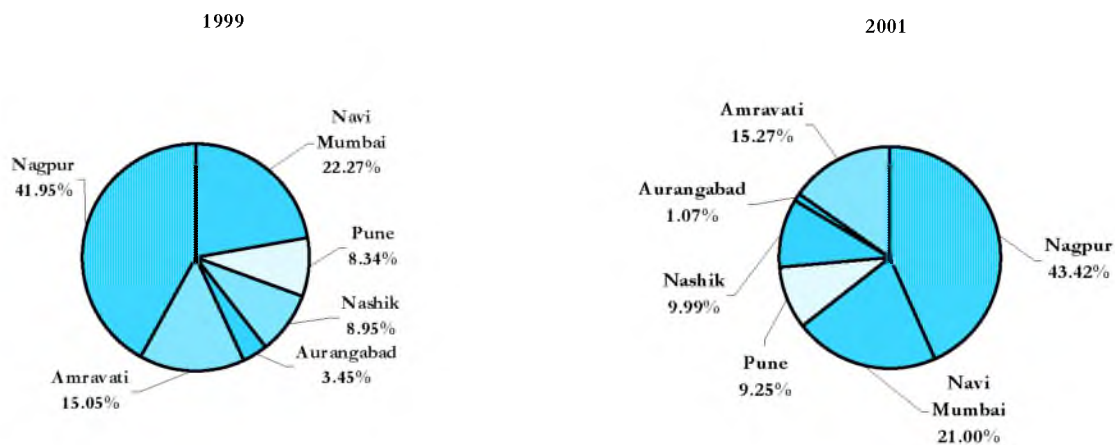 1999
Navi
Mumbai
22.27%
Pune
8.34%
Nashik
8.95%
Aurangabad
3.45%
Amravati
15.05%
Nagpur
41.95%
2001
Amravati
15.27%
Aurangabad
1.07%
Nashik
9.99%
Pune
9.25%
Navi
Mumbai
21.00%
Nagpur
43.42%